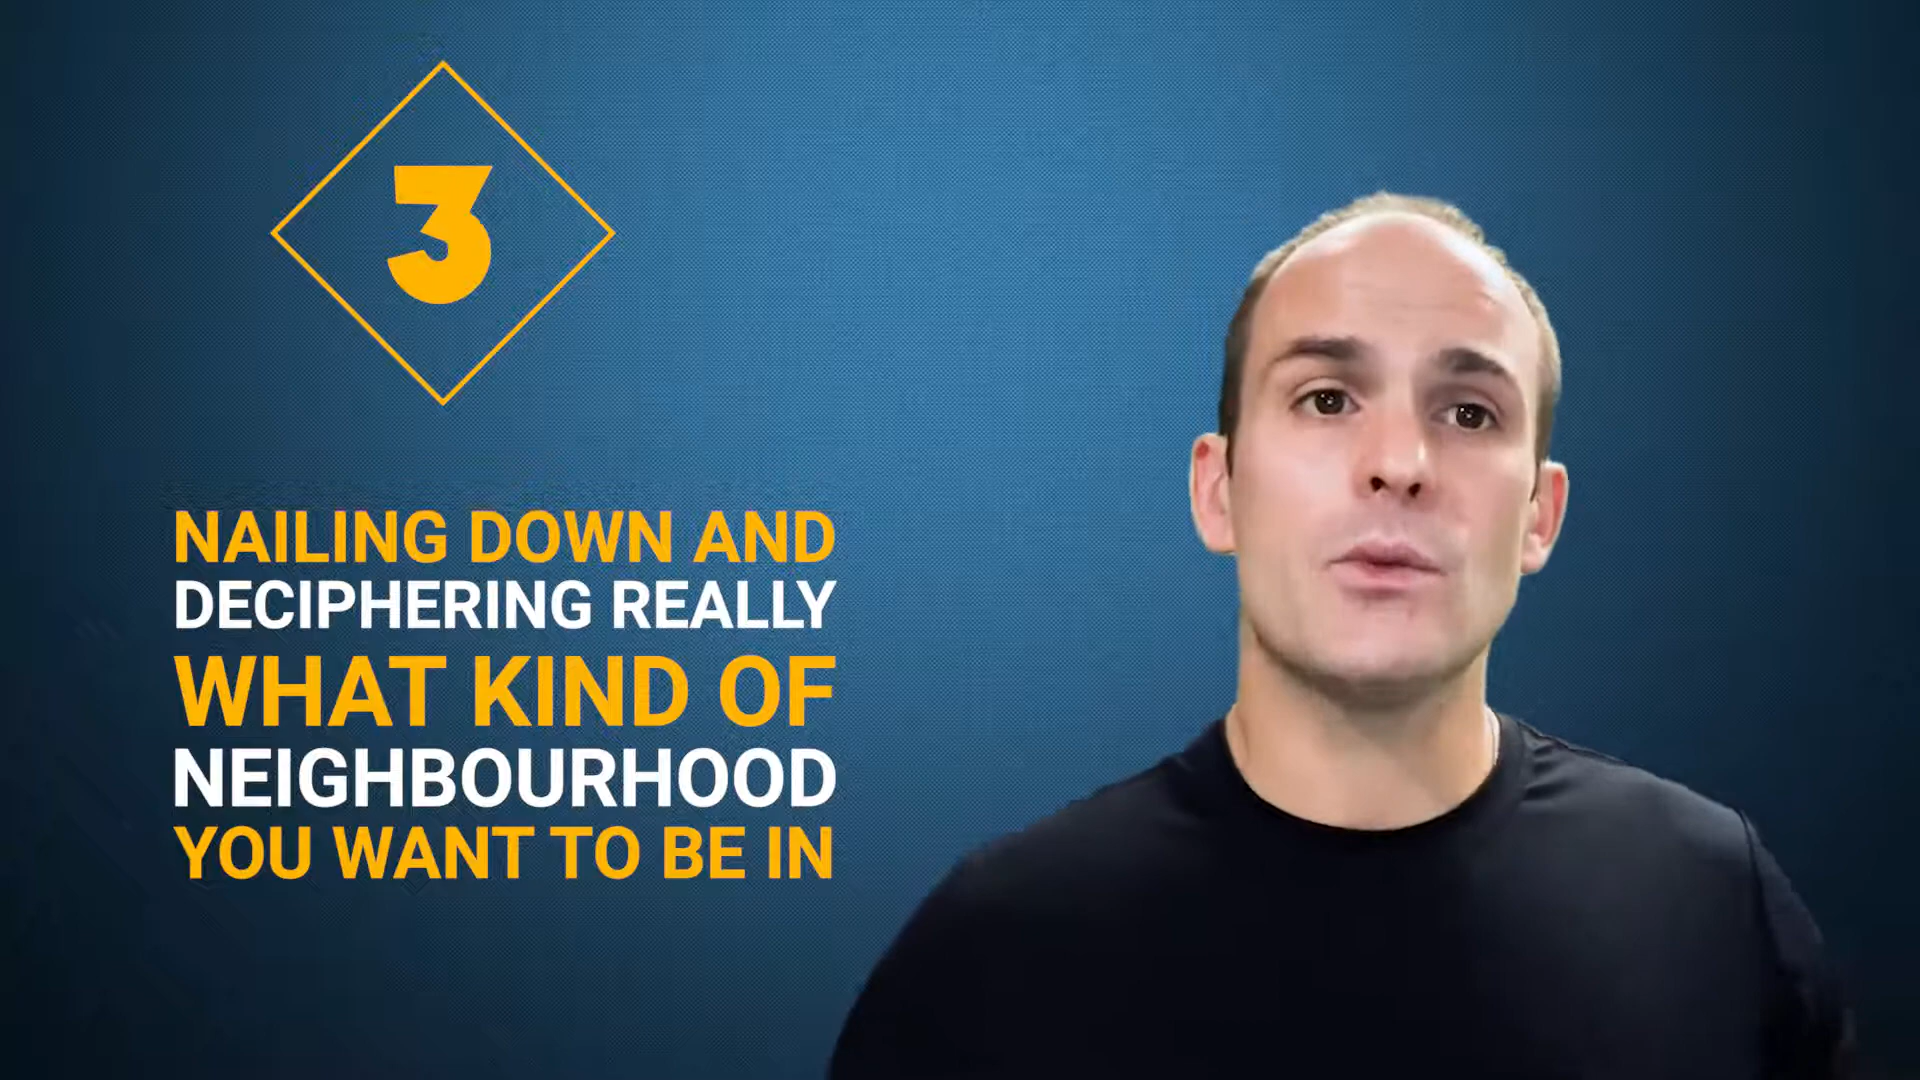 3
NAILING DOWN AND
DECIPHERING REALLY
WHAT KIND OF
NEIGHBOURHOOD
YOU WANT TO BE IN